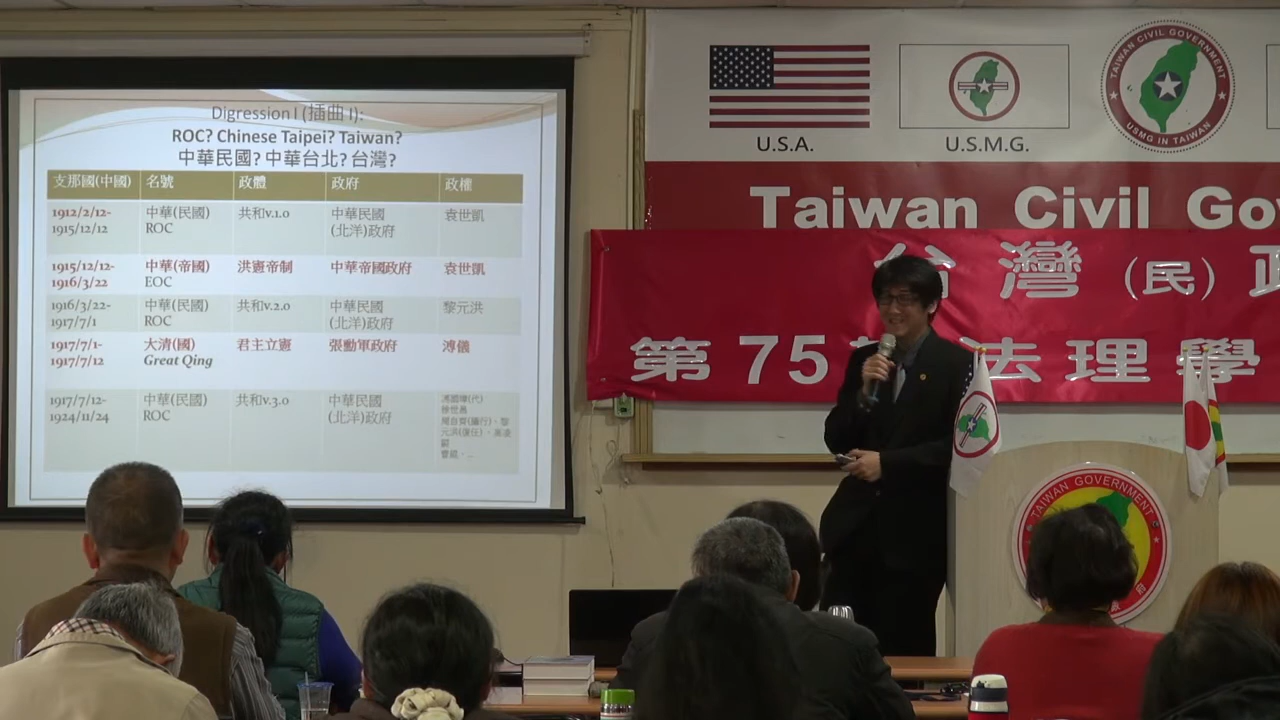 Digression I (插曲 I):
ROC? Chinese Taipei? Taiwan?
中華民國? 中華台北? 台灣?
支那國(中國) 名號 政體 政府 政權
1912/2/12-
1915/12/12 中華(民國)
ROC 共和v.1.0 中華民國
(北洋)政府 袁世凱
1915/12/12-
1916/3/22 中華(帝國)
EOC 洪憲帝制 中華帝國政府 袁世凱
1916/3/22-
1917/7/1 中華(民國)
ROC 共和v.2.0 中華民國
(北洋)政府 黎元洪
1917/7/1-
1917/7/12 大清(國)
Great Qing 君主立憲 張勳軍政府 溥儀
1917/7/12-
1924/11/24 中華(民國)
ROC 共和v.3.0 中華民國
(北洋)政府
徐世昌
U.S.A.
U.S.M.G.
TAIWAN CIVIL GOVERNMENT
USMG IN TAIWAN
Taiwan Civil Go
台灣(民)政
第75 法理學
TAIWAN GOVERNMENT